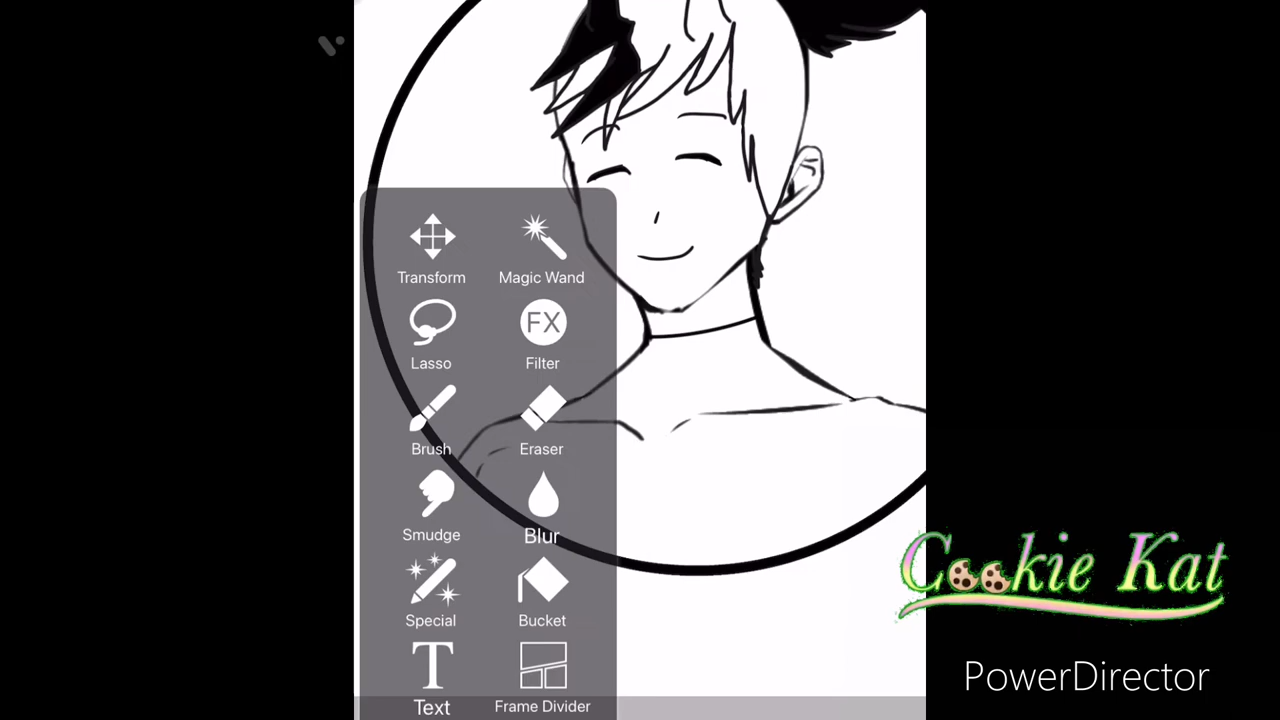 Transform Magic Wand
Lasso FX Filter
Brush Eraser
Smudge Blur
Special Bucket
T Text Frame Divider
Cookie Kat
PowerDirector